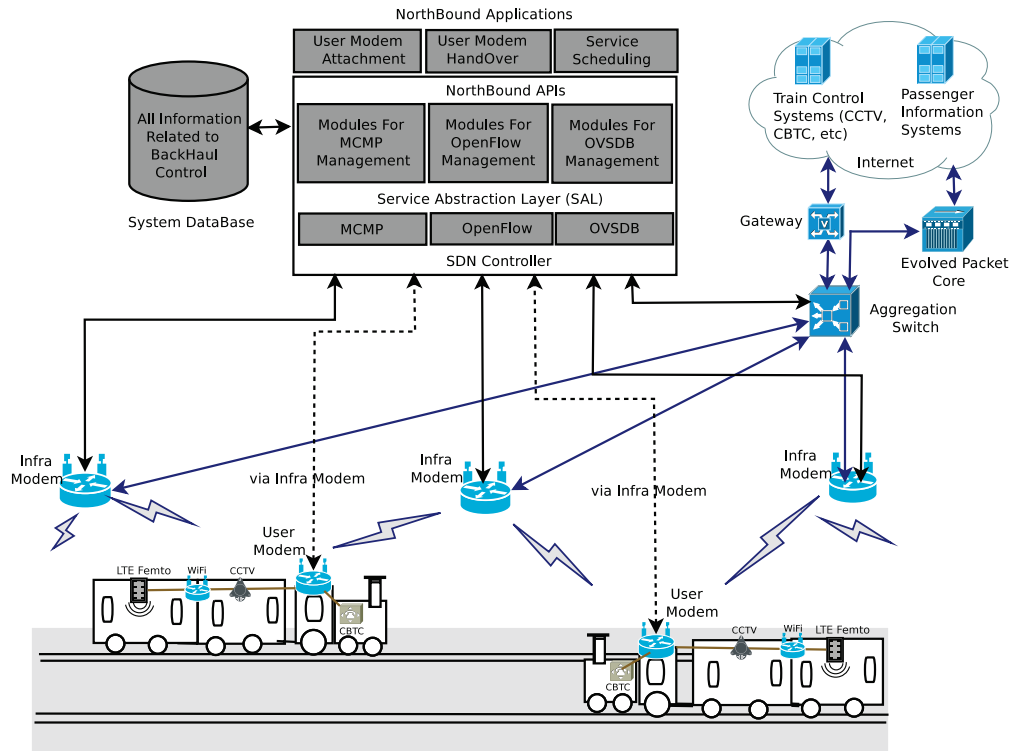 NorthBound Applications
User Modem
Attachment
User Modem
HandOver
Service
Scheduling
NorthBound APIs
Modules For
MCMP
Management
Modules For
OpenFlow
Management
Modules For
OVSDB
Management
Service Abstraction Layer (SAL)
MCMP
OpenFlow
OVSDB
SDN Controller
All Information
Related to
BackHaul
Control
System DataBase
Train Control
Systems (CCTV,
CBTC, etc)
Passenger
Information
Systems
Internet
Gateway
V
Evolved Packet
Core
Aggregation
Switch
Infra
Modem
via Infra Modem
Infra
Modem
via Infra Modem
Infra
Modem
User
Modem
LTE Femto
WiFi
CCTV
CBTC
User
Modem
CCTV
WiFi
LTE Femto
CBTC